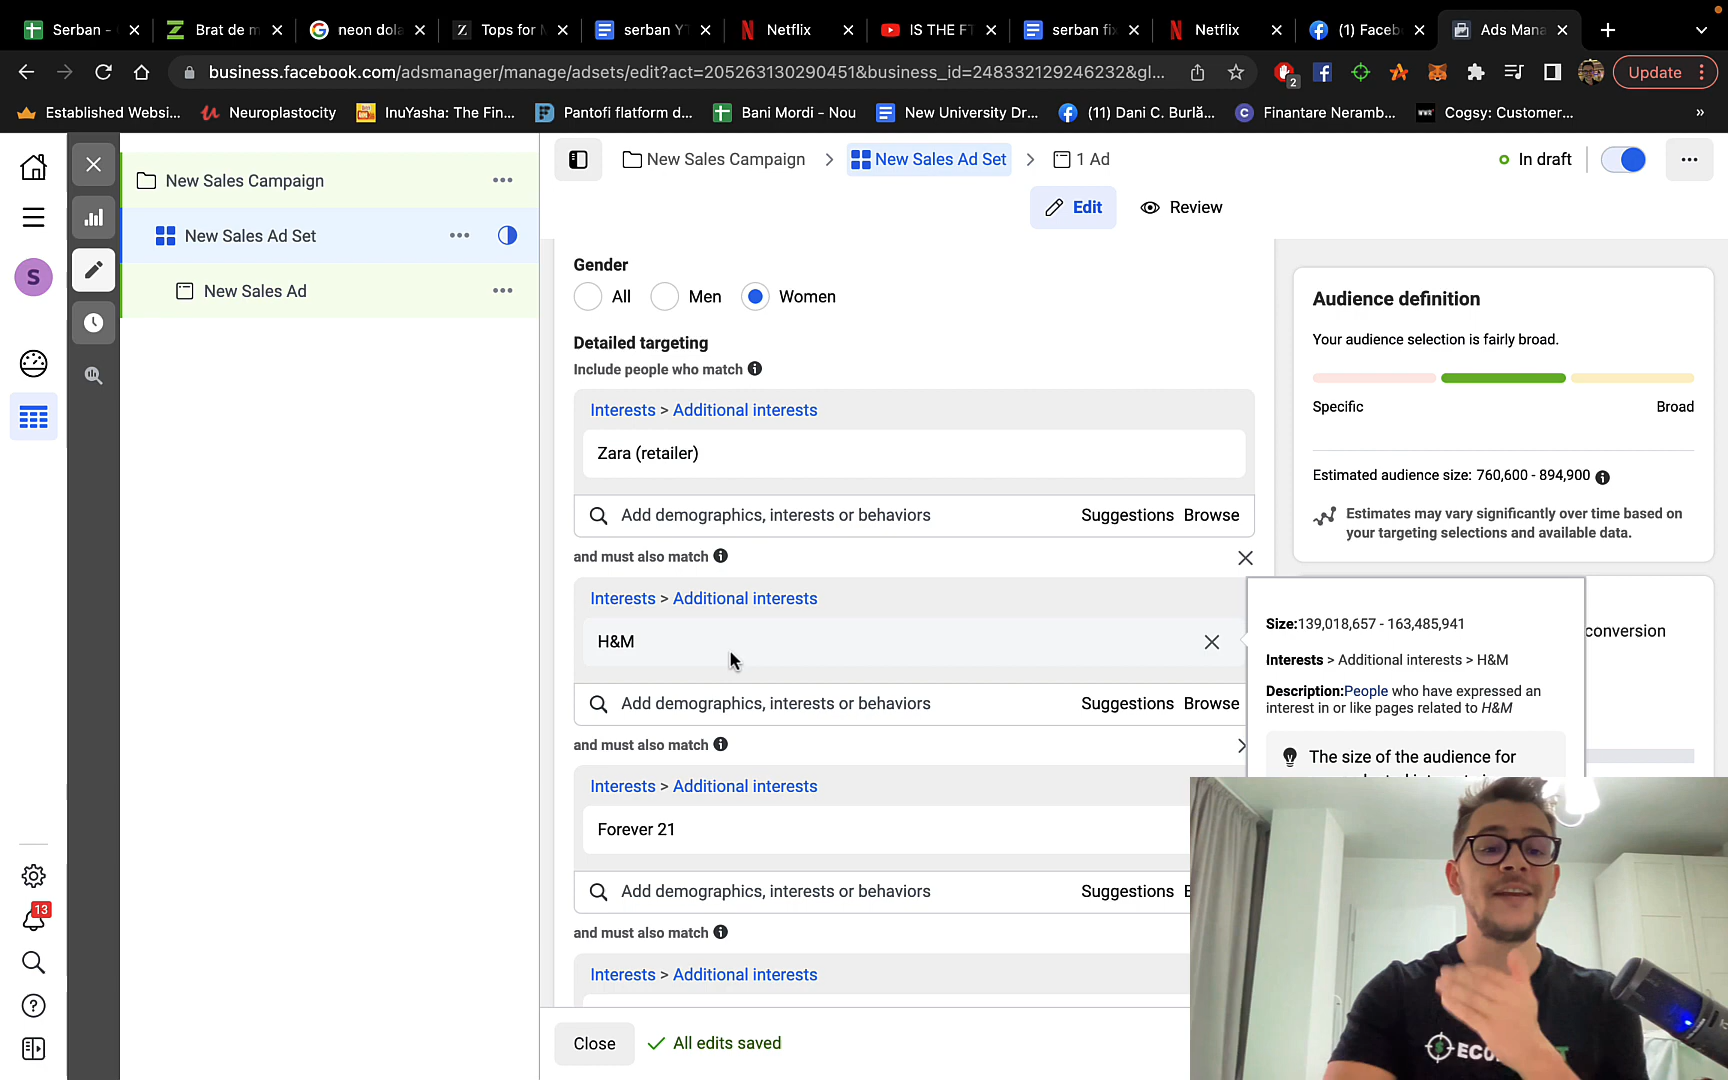 Serban -
Brat de m
neon dola
Tops for
serban Y
Netflix
IS THE F
serban fix
Netflix
(1) Faceb
Ads Mana
business.facebook.com/adsmanager/manage/adsets/edit?act=205263130290451&business_id=248332129246232&gl...
2
Update
Established Websi...
Neuroplastocity
InuYasha: The Fin...
Pantofi flatform d...
Bani Mordi - Nou
New University Dr...
(11) Dani C. Burlă...
Finantare Neramb...
Cogsy: Customer...
»
S
13
New Sales Campaign
New Sales Ad Set
New Sales Ad
New Sales Campaign > New Sales Ad Set > 1 Ad
In draft
Edit
Review
Gender
All
Men
Women
Detailed targeting
Include people who match
Interests > Additional interests
Zara (retailer)
Add demographics, interests or behaviors
Suggestions
Browse
and must also match
Interests > Additional interests
H&M
Add demographics, interests or behaviors
Suggestions
Browse
and must also match
Interests > Additional interests
Forever 21
Add demographics, interests or behaviors
Suggestions
and must also match
Interests > Additional interests
Close
All edits saved
Audience definition
Your audience selection is fairly broad.
Specific
Broad
Estimated audience size: 760,600 - 894,900
Estimates may vary significantly over time based on
your targeting selections and available data.
conversion
Size:139,018,657 - 163,485,941
Interests > Additional interests > H&M
Description:People who have expressed an
interest in or like pages related to H&M
The size of the audience for